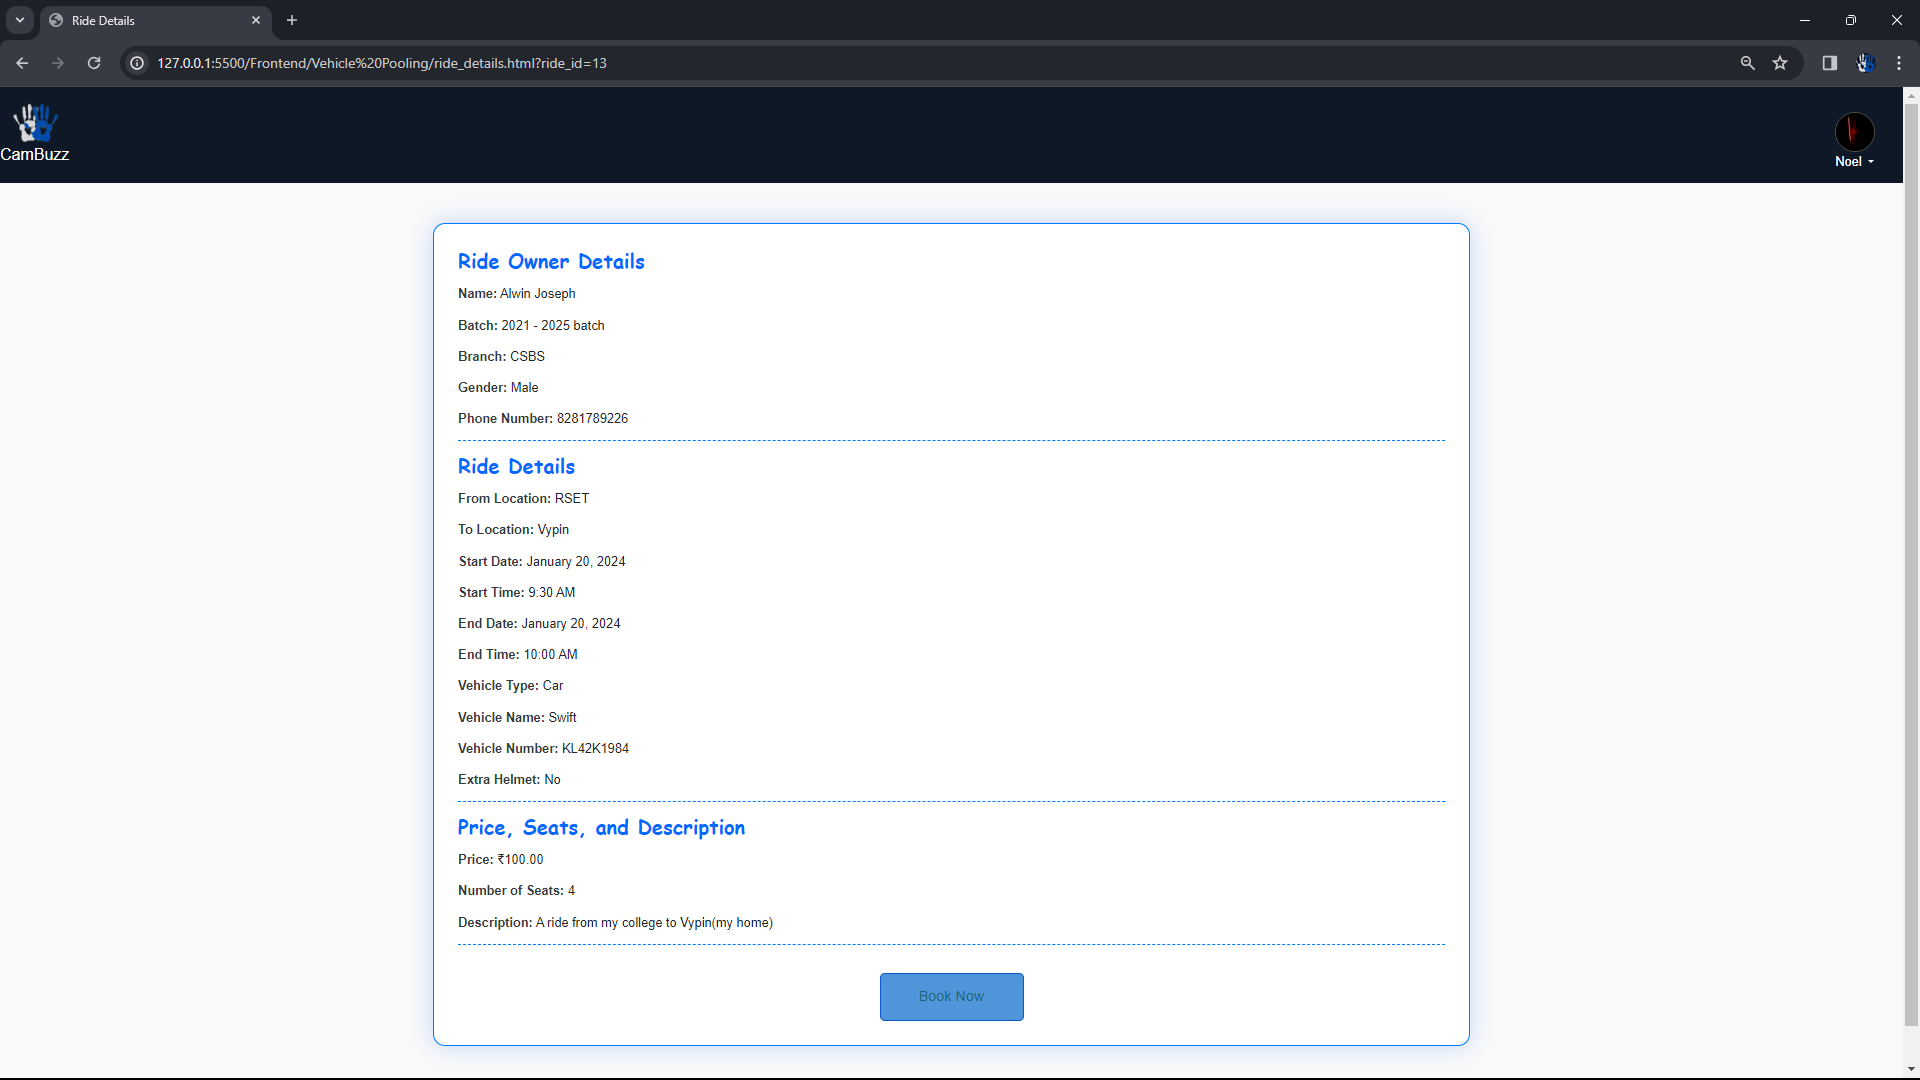 Ride Details
127.0.0.1:5500/Frontend/Vehicle%20Pooling/ride_details.html?ride_id=13
CamBuzz
Noel
Ride Owner Details
Name: Alwin Joseph
Batch: 2021 - 2025 batch
Branch: CSBS
Gender: Male
Phone Number: 8281789226
Ride Details
From Location: RSET
To Location: Vypin
Start Date: January 20, 2024
Start Time: 9:30 AM
End Date: January 20, 2024
End Time: 10:00 AM
Vehicle Type: Car
Vehicle Name: Swift
Vehicle Number: KL42K1984
Extra Helmet: No
Price, Seats, and Description
Price: ₹100.00
Number of Seats: 4
Description: A ride from my college to Vypin(my home)
Book Now